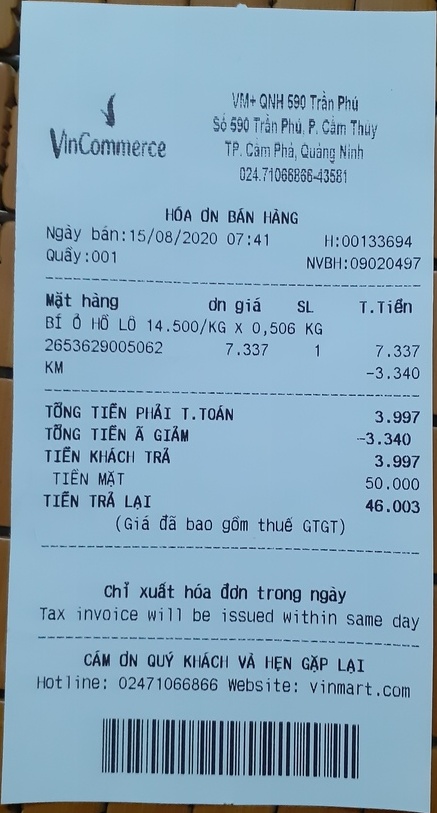 VinCommerce
VM+ QNH 590 Trần Phú
Số 590 Trần Phú, P. Cẩm Thủy
TP. Cẩm Phả, Quảng Ninh
024.71066866-43581
HÓA ƠN BÁN HÀNG
Ngày bán:15/08/2020 07:41 H:00133694
Quầy:001 NVBH:09020497
Mặt hàng ơn giá SL T.Tiền
BÍ Ô HỒ LÔ 14.500/KG X 0,506 KG
2653629005062 7.337 1 7.337
KM -3.340
TỔNG TIỀN PHẢI T.TOÁN 3.997
TỔNG TIỀN Ã GIẢM -3.340
TIỀN KHÁCH TRẢ 3.997
TIỀN MẶT 50.000
TIỀN TRẢ LẠI 46.003
(Giá đã bao gồm thuế GTGT)
Chỉ xuất hóa đơn trong ngày
Tax invoice will be issued within same day
CẢM ƠN QUÝ KHÁCH VÀ HẸN GẶP LẠI
Hotline: 02471066866 Website: vinmart.com